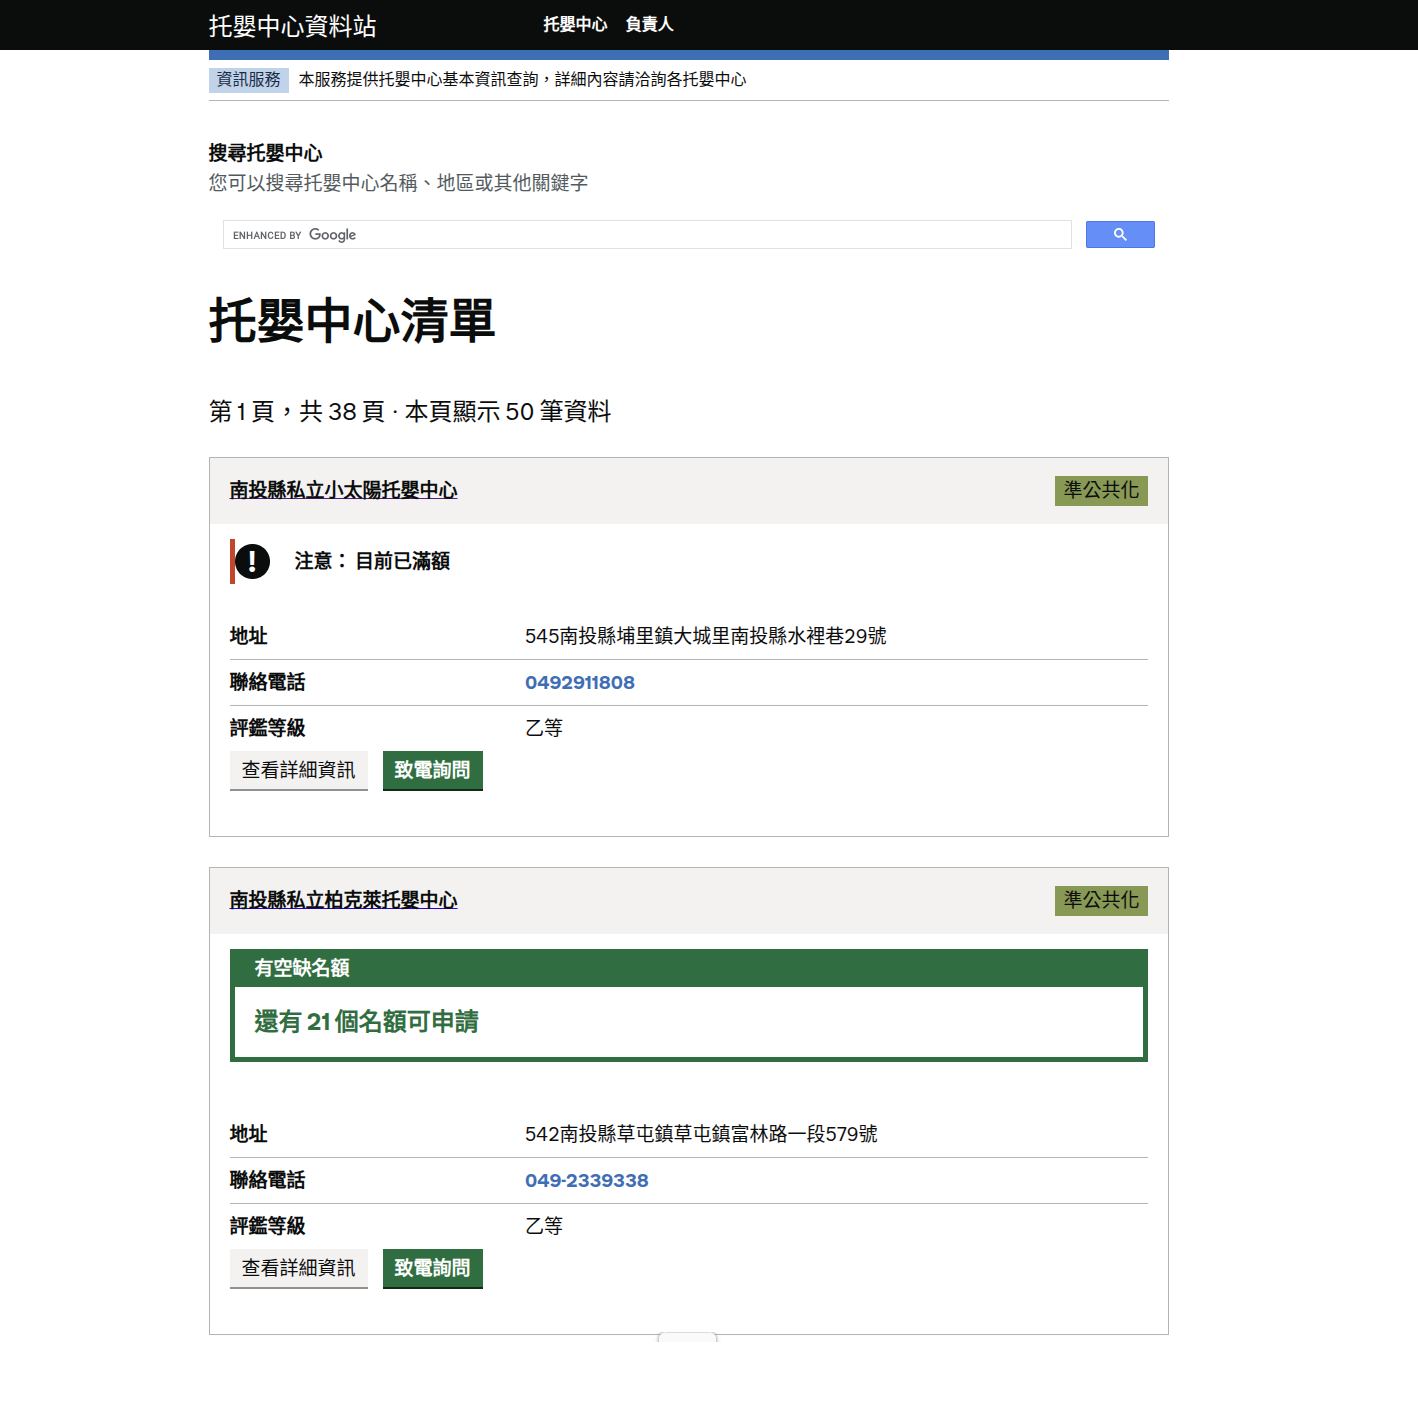 托嬰中心資料站
托嬰中心 負責人
資訊服務 本服務提供托嬰中心基本資訊查詢，詳細內容請洽詢各托嬰中心
搜尋托嬰中心
您可以搜尋托嬰中心名稱、地區或其他關鍵字
ENHANCED BY Google
托嬰中心清單
第 1 頁，共 38 頁 · 本頁顯示 50 筆資料
南投縣私立小太陽托嬰中心 準公共化
! 注意： 目前已滿額
地址 545南投縣埔里鎮大城里南投縣水裡巷29號
聯絡電話 0492911808
評鑑等級 乙等
查看詳細資訊 致電詢問
南投縣私立柏克萊托嬰中心 準公共化
有空缺名額
還有 21 個名額可申請
地址 542南投縣草屯鎮草屯鎮富林路一段579號
聯絡電話 049-2339338
評鑑等級 乙等
查看詳細資訊 致電詢問